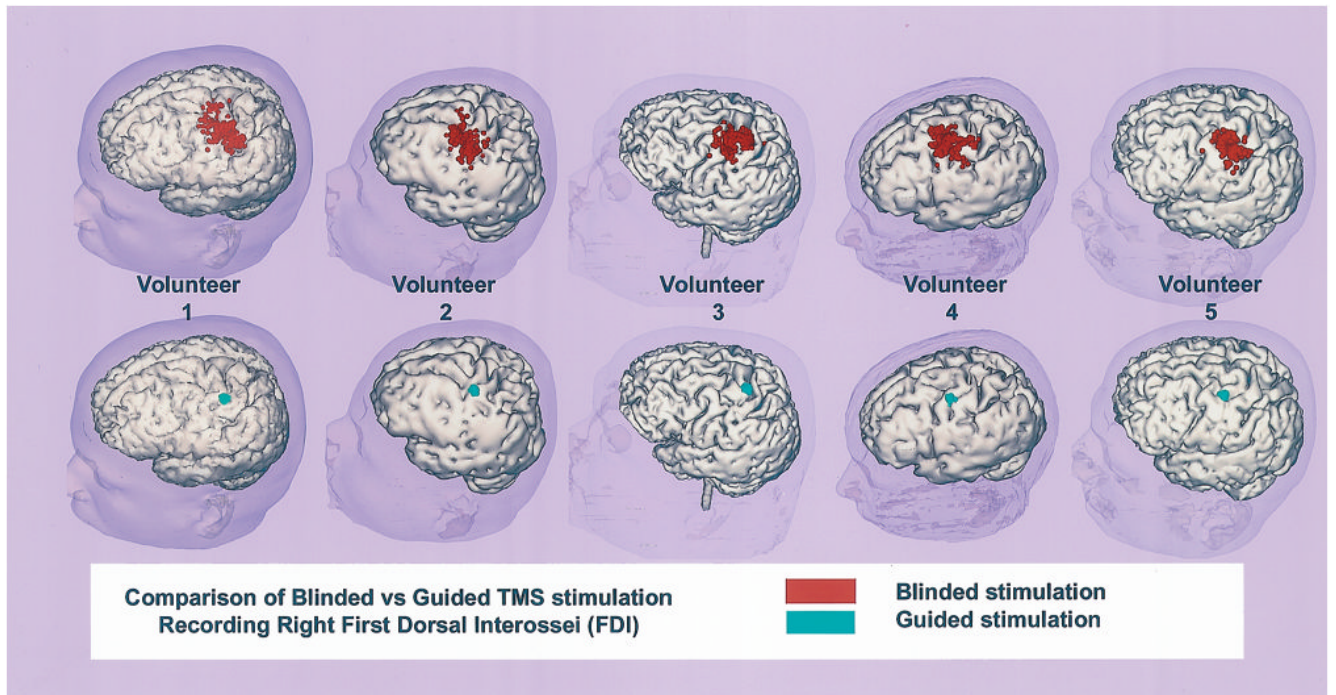 Volunteer
1
Volunteer
2
Volunteer
3
Volunteer
4
Volunteer
5
Comparison of Blinded vs Guided TMS stimulation
Recording Right First Dorsal Interossei (FDI)
Blinded stimulation
Guided stimulation